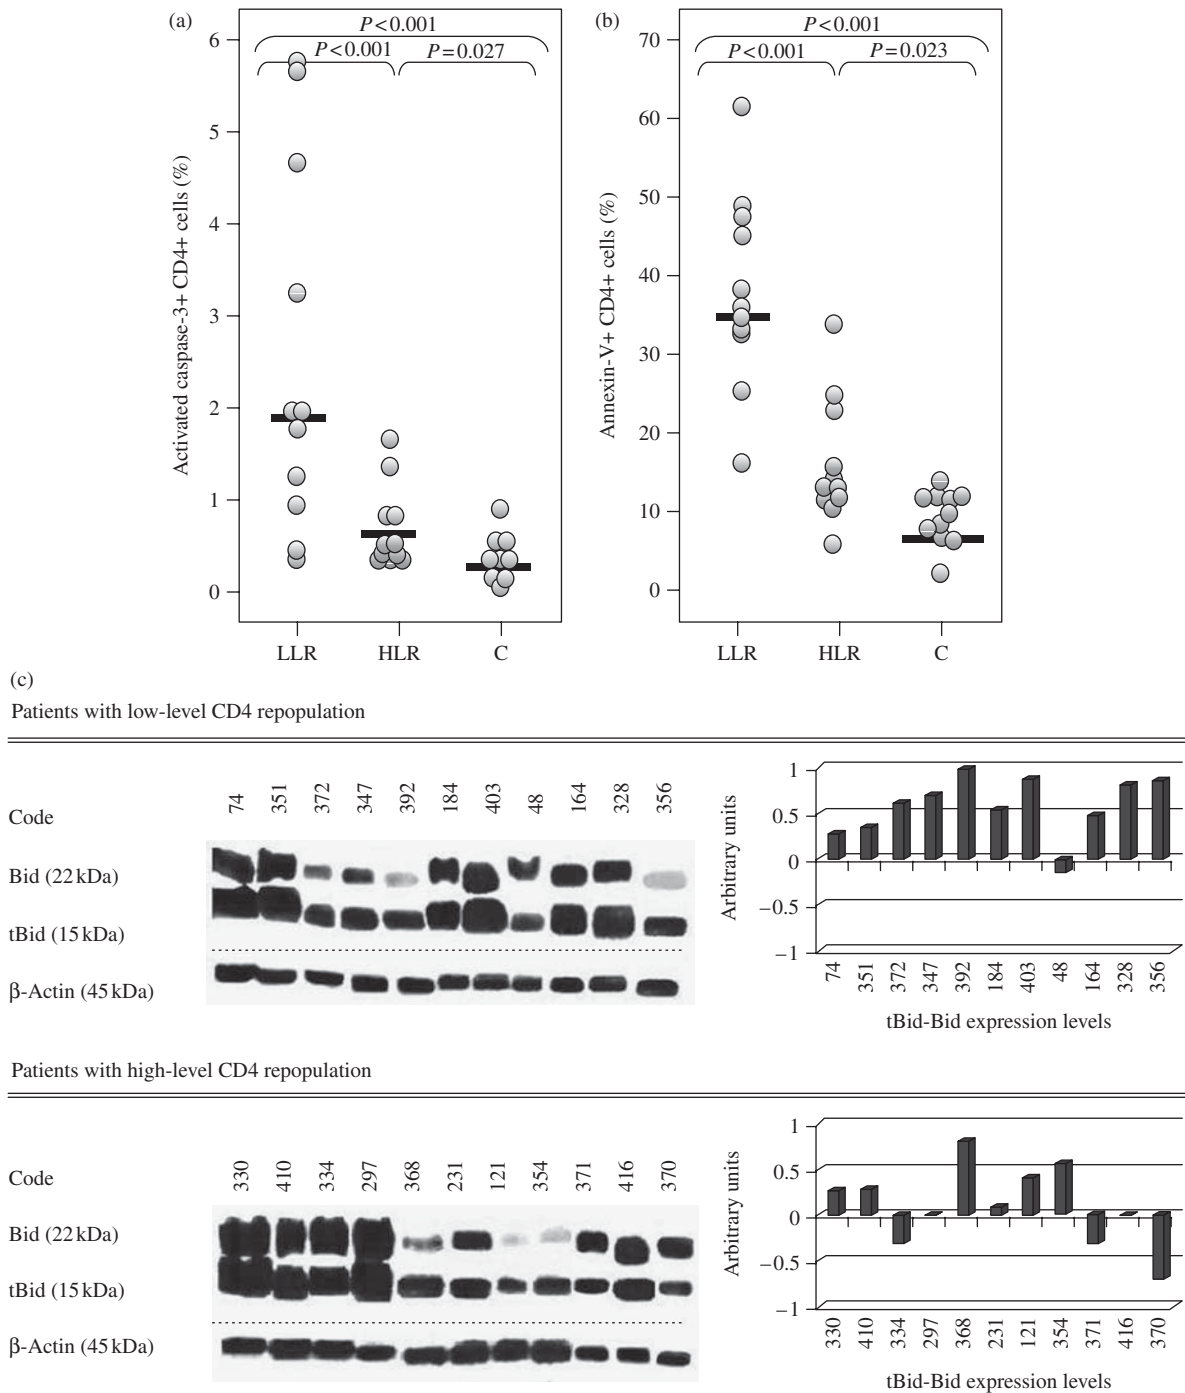 (a)
P<0.001
P<0.001
P=0.027
6
5
4
3
2
1
0
Activated caspase-3+ CD4+ cells (%)
LLR HLR C
(b)
P<0.001
P<0.001
P=0.023
70
60
50
40
30
20
10
0
Annexin-V+ CD4+ cells (%)
LLR HLR C
(c)
Patients with low-level CD4 repopulation
Code
74 351 372 347 392 184 403 48 164 328 356
Bid (22 kDa)
tBid (15 kDa)
β-Actin (45 kDa)
1
0.5
0
−0.5
−1
Arbitrary units
74 351 372 347 392 184 403 48 164 328 356
tBid-Bid expression levels
Patients with high-level CD4 repopulation
Code
330 410 334 297 368 231 121 354 371 416 370
Bid (22 kDa)
tBid (15 kDa)
β-Actin (45 kDa)
1
0.5
0
−0.5
−1
Arbitrary units
330 410 334 297 368 231 121 354 371 416 370
tBid-Bid expression levels